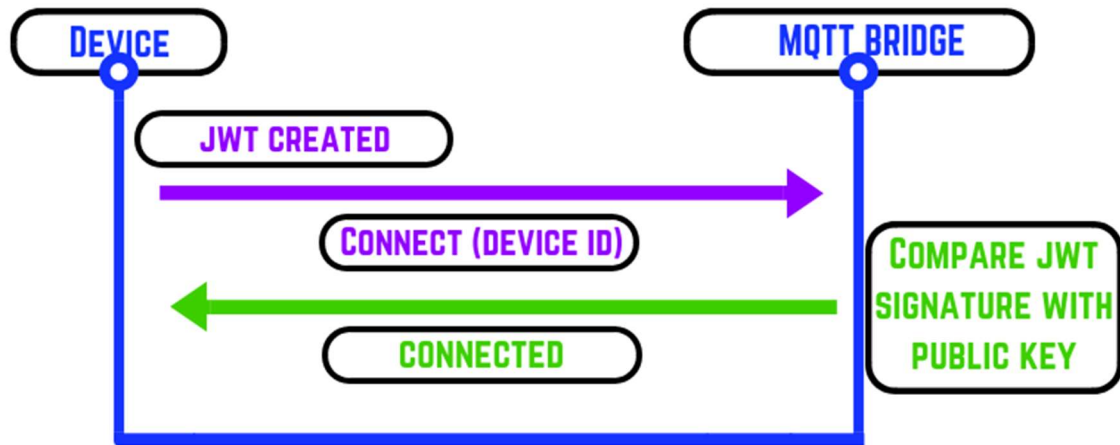 DEVICE
MQTT BRIDGE
JWT CREATED
CONNECT (DEVICE ID)
COMPARE JWT
SIGNATURE WITH
PUBLIC KEY
CONNECTED